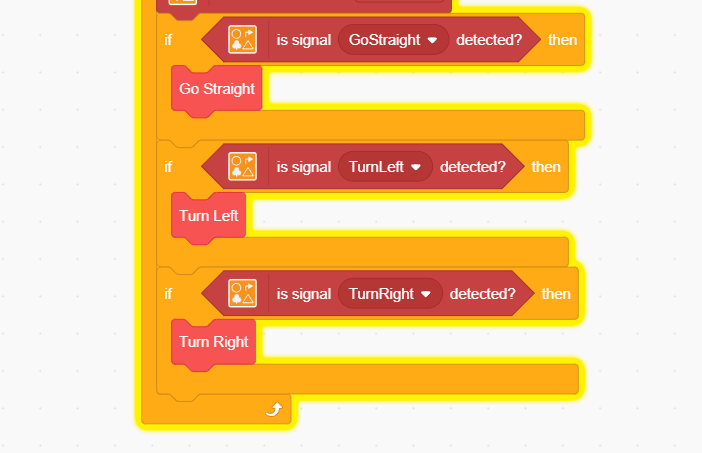 if is signal GoStraight detected? then
Go Straight
if is signal TurnLeft detected? then
Turn Left
if is signal TurnRight detected? then
Turn Right